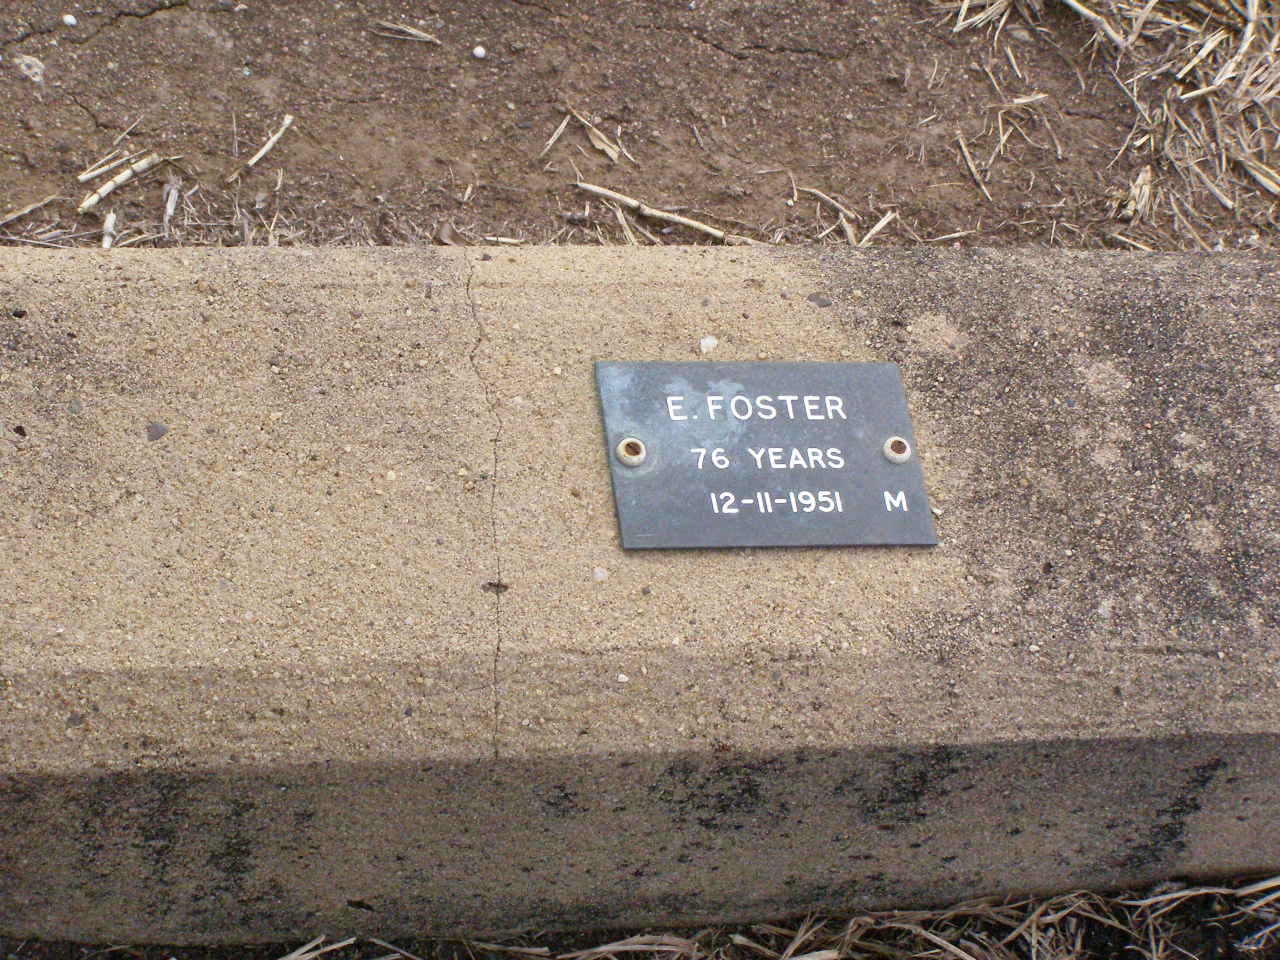 E. FOSTER
76 YEARS
12-11-1951 M